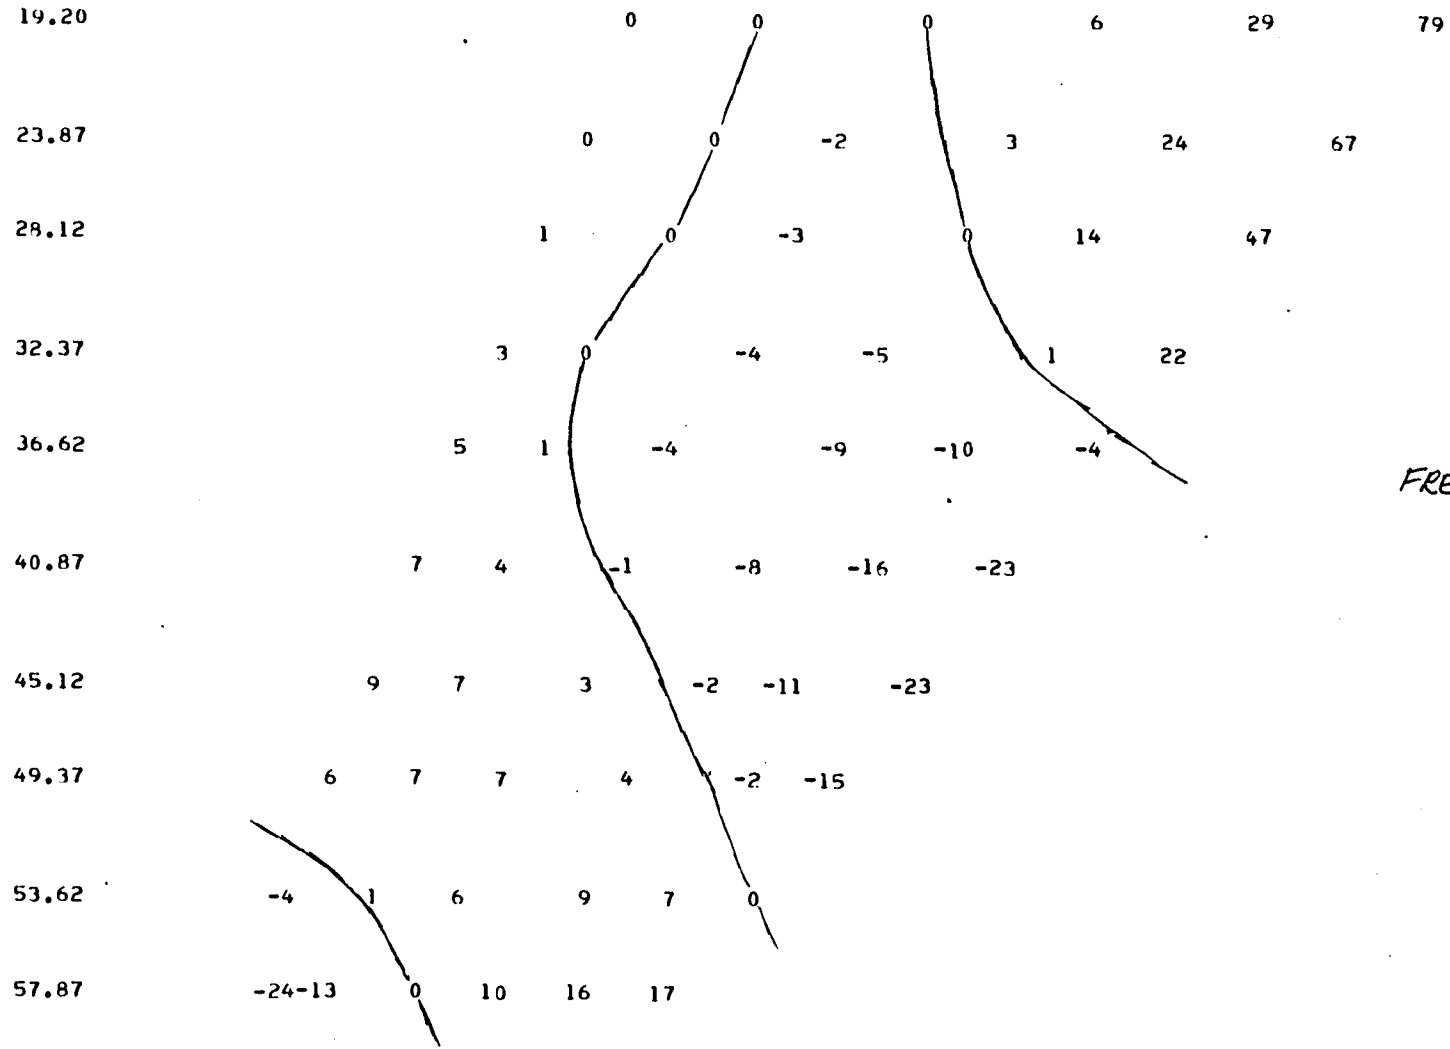 19.20 0 0 0 6 29 79
23.87 0 0 -2 3 24 67
28.12 1 0 -3 0 14 47
32.37 3 0 -4 -5 1 22
36.62 5 1 -4 -9 -10 -4
FRE
40.87 7 4 -1 -8 -16 -23
45.12 9 7 3 -2 -11 -23
49.37 6 7 7 4 -2 -15
53.62 -4 1 6 9 7 0
57.87 -24-13 0 10 16 17